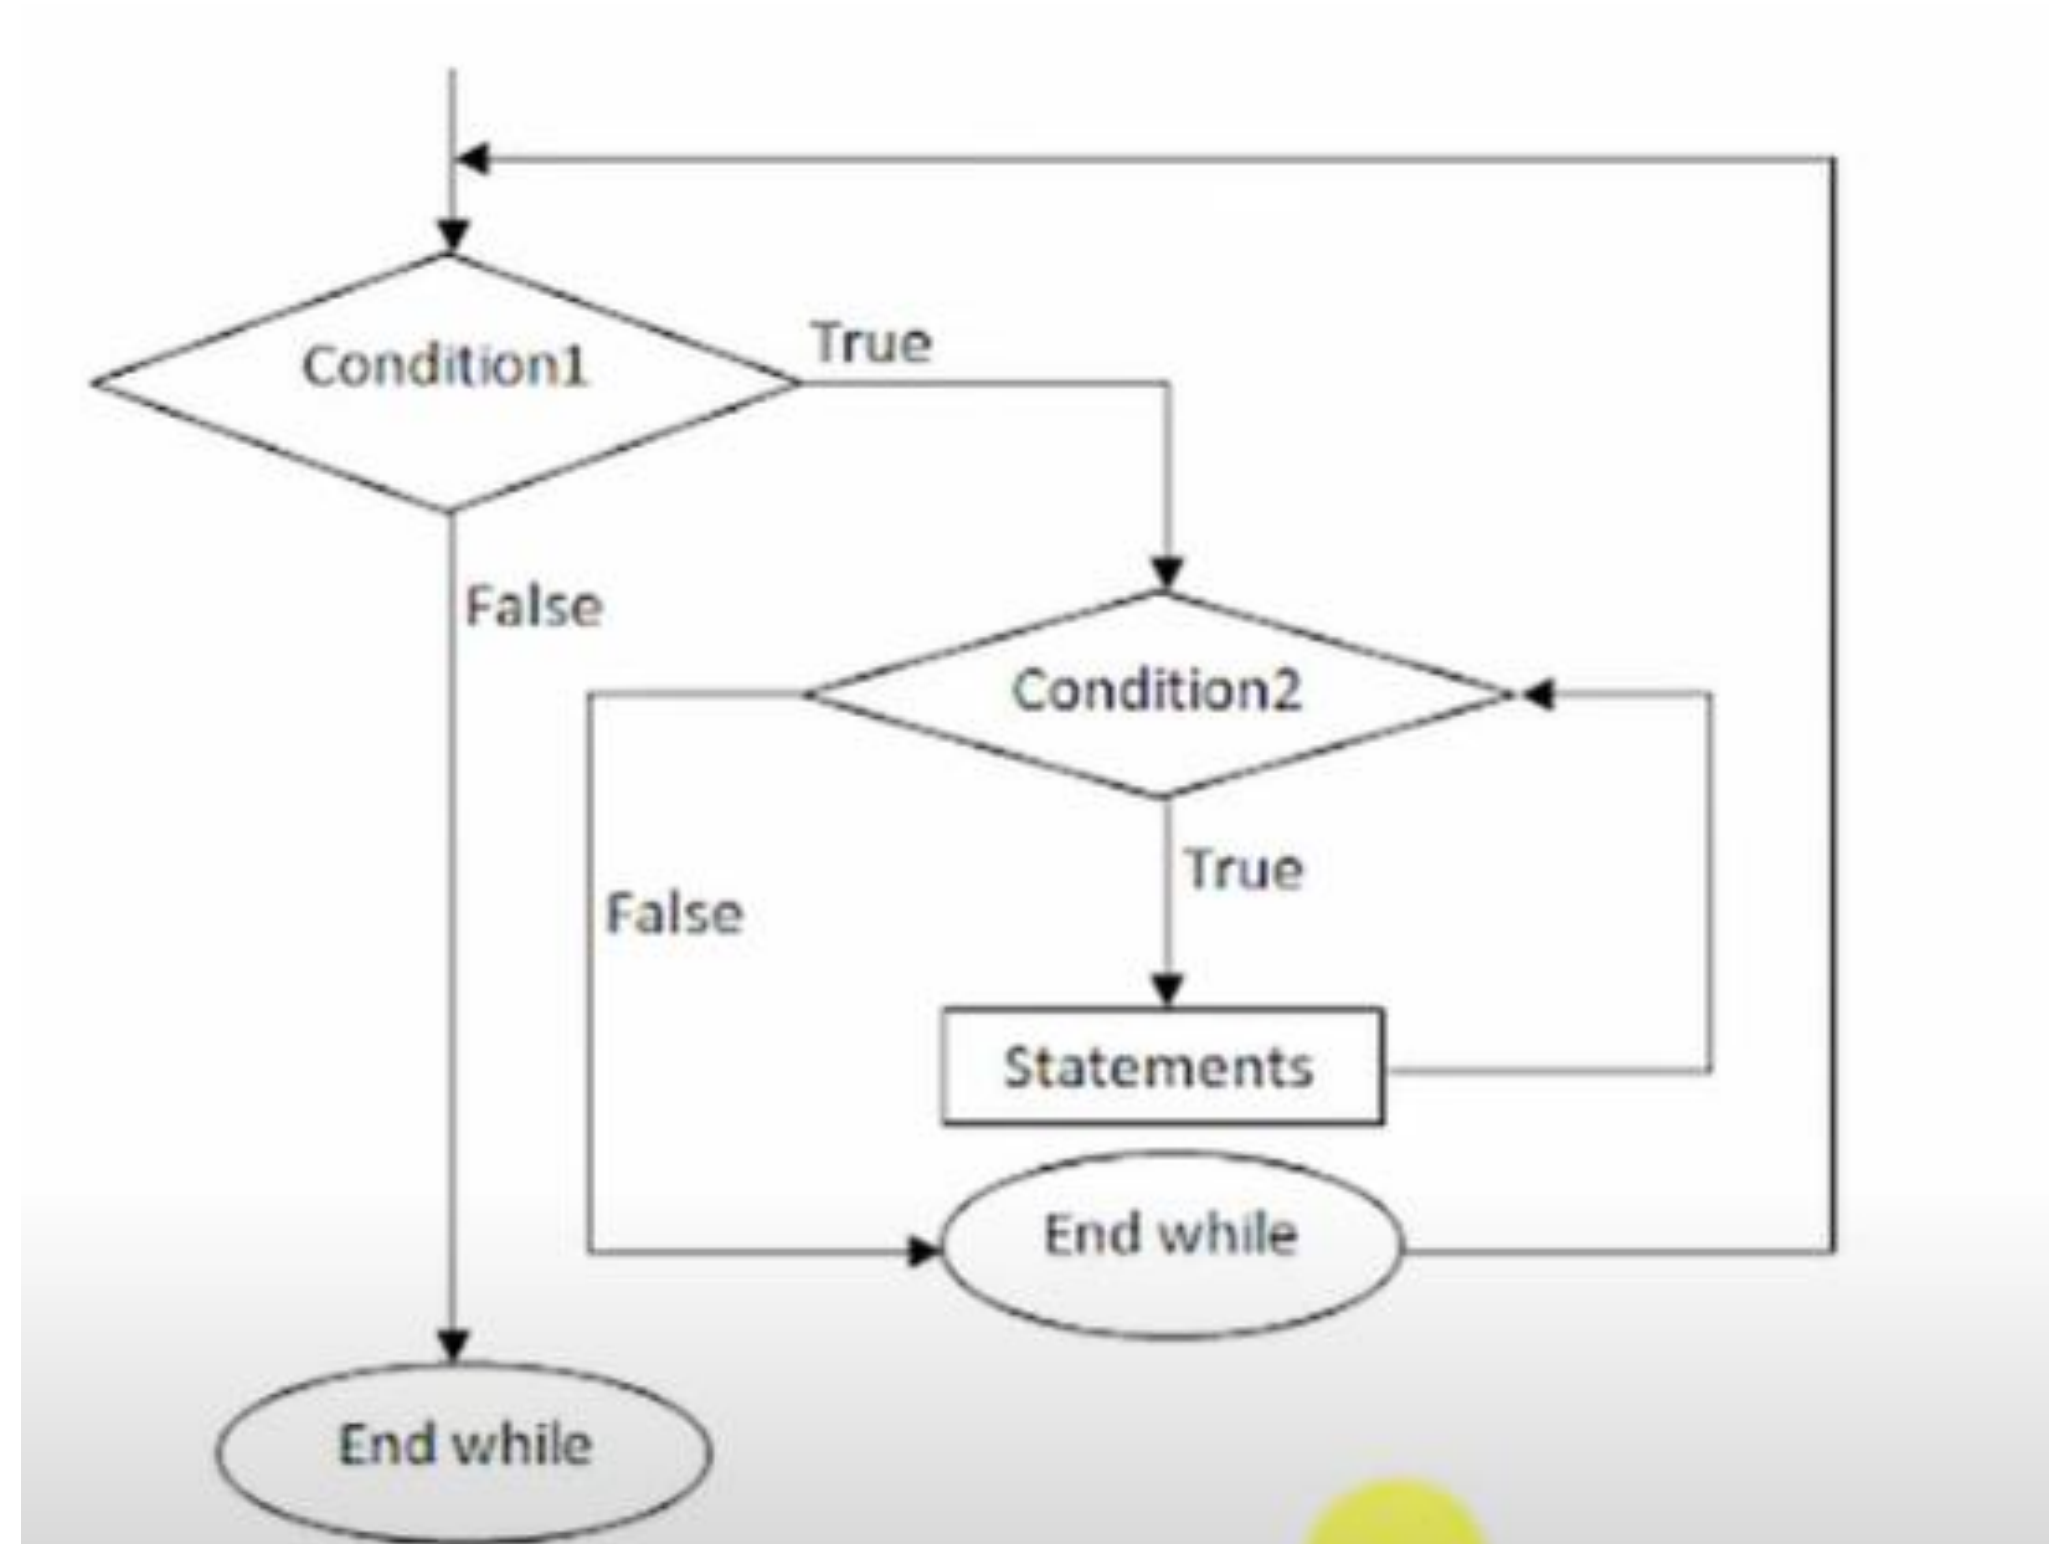 Condition1
True
False
Condition2
True
False
Statements
End while
End while